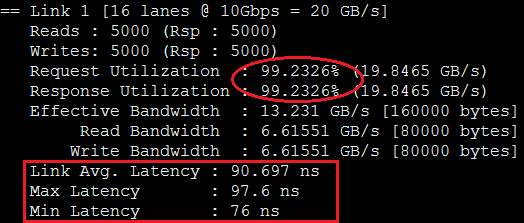 == Link 1 [16 lanes @ 10Gbps = 20 GB/s]
Reads : 5000 (Rsp : 5000)
Writes: 5000 (Rsp : 5000)
Request Utilization : 99.2326% (19.8465 GB/s)
Response Utilization : 99.2326% (19.8465 GB/s)
Effective Bandwidth : 13.231 GB/s [160000 bytes]
Read Bandwidth : 6.61551 GB/s [80000 bytes]
Write Bandwidth : 6.61551 GB/s [80000 bytes]
Link Avg. Latency : 90.697 ns
Max Latency : 97.6 ns
Min Latency : 76 ns